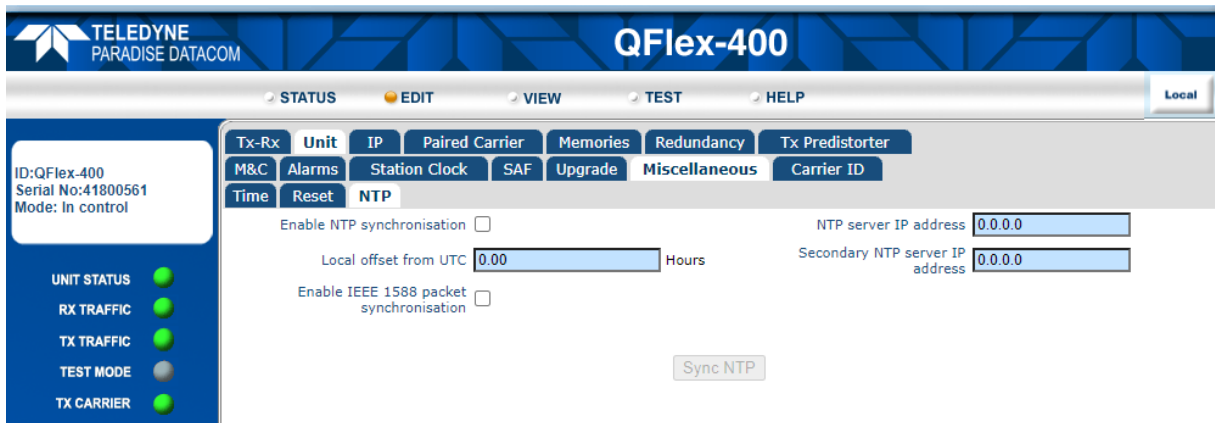 TELEDYNE
PARADISE DATACOM
QFlex-400
STATUS EDIT VIEW TEST HELP Local
Tx-Rx Unit IP Paired Carrier Memories Redundancy Tx Predistorter
M&C Alarms Station Clock SAF Upgrade Miscellaneous Carrier ID
Time Reset NTP
ID:QFlex-400
Serial No:41800561
Mode: In control
UNIT STATUS
RX TRAFFIC
TX TRAFFIC
TEST MODE
TX CARRIER
Enable NTP synchronisation
Local offset from UTC 0.00 Hours
Enable IEEE 1588 packet
synchronisation
NTP server IP address 0.0.0.0
Secondary NTP server IP
address 0.0.0.0
Sync NTP